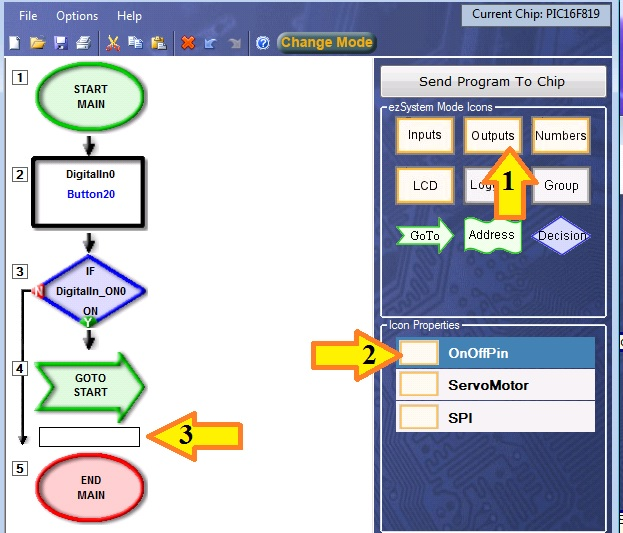 File Options Help
Current Chip: PIC16F819
Change Mode
1
START
MAIN
2
DigitalIn0
Button20
3
IF
DigitalIn_ON0
ON
N
Y
4
GOTO
START
3
5
END
MAIN
Send Program To Chip
ezSystem Mode Icons
Inputs Outputs Numbers
1
LCD Group
GoTo Address Decision
Icon Properties
2
OnOffPin
ServoMotor
SPI